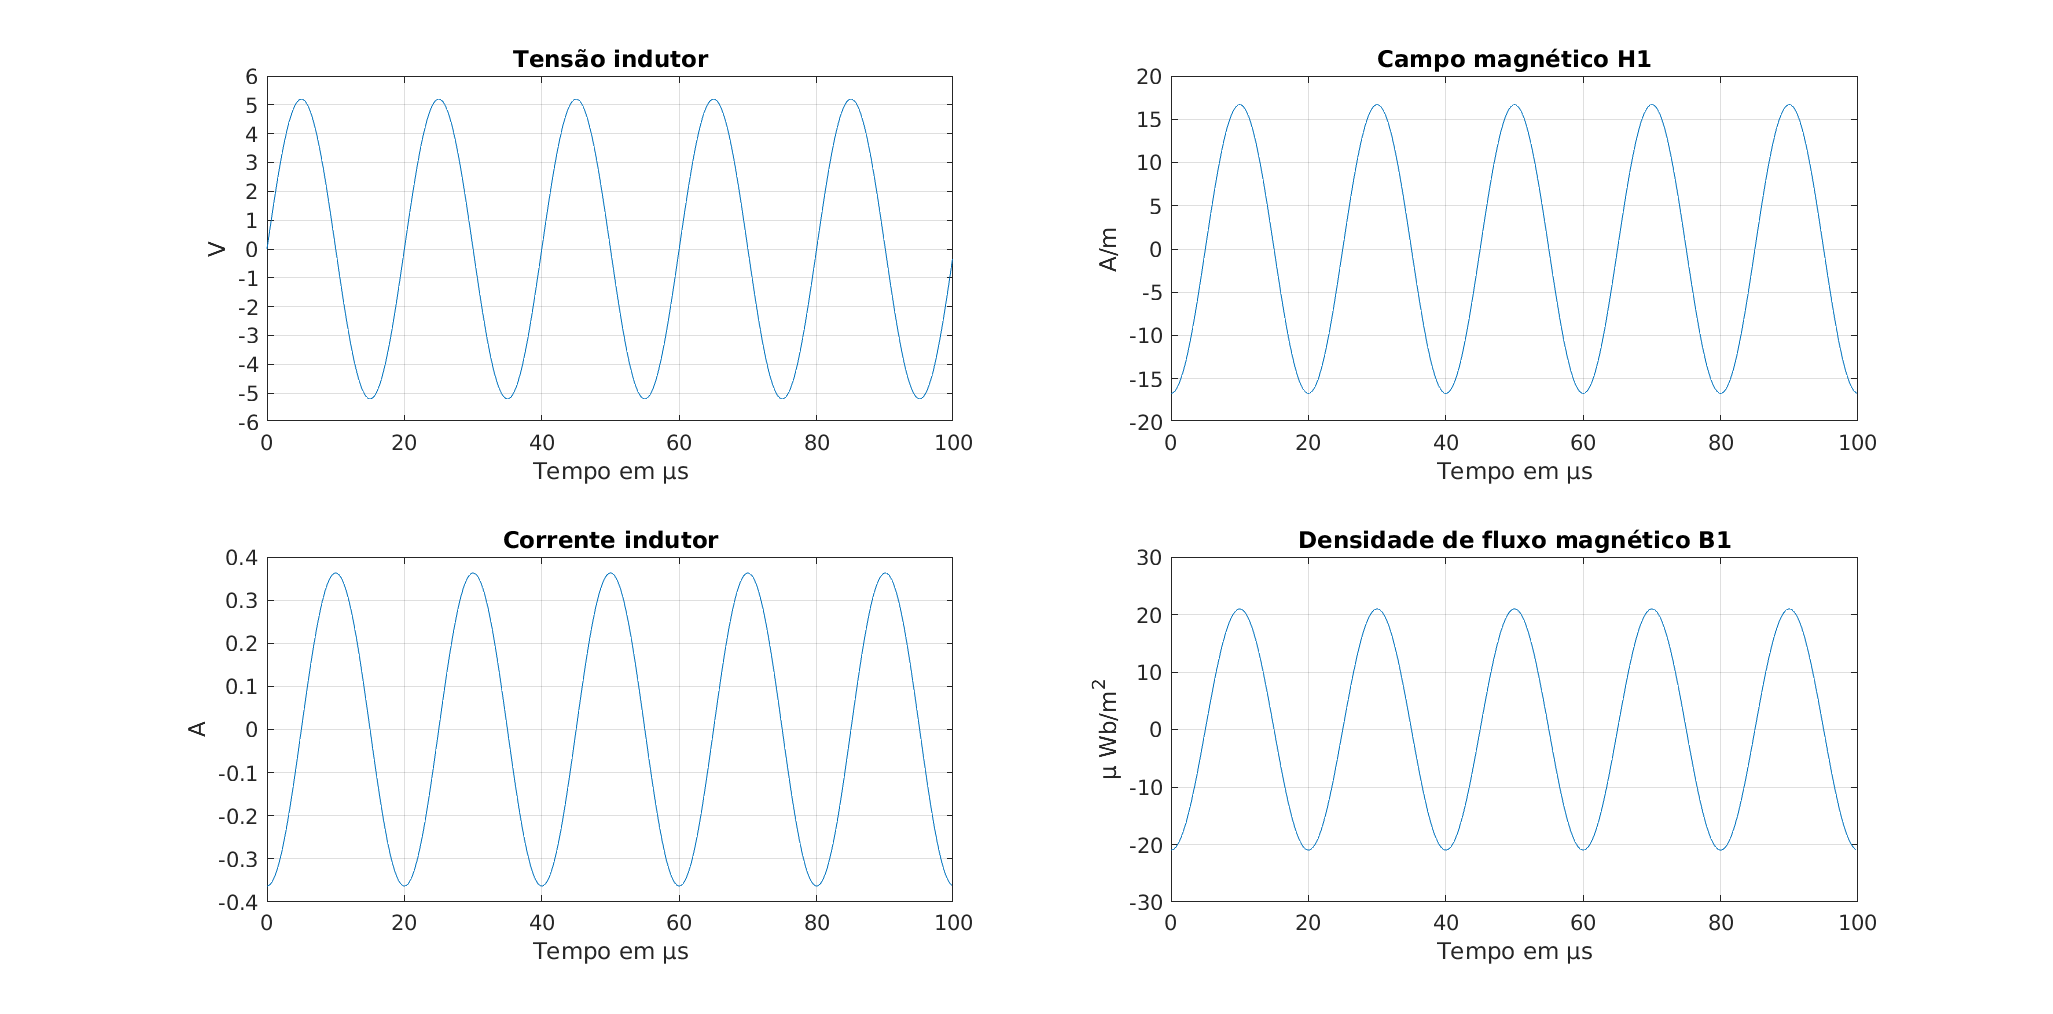 Tensão indutor
6
5
4
3
2
1
0
-1
-2
-3
-4
-5
-6
V
0 20 40 60 80 100
Tempo em µs
Campo magnético H1
20
15
10
5
0
-5
-10
-15
-20
A/m
0 20 40 60 80 100
Tempo em µs
Corrente indutor
0.4
0.3
0.2
0.1
0
-0.1
-0.2
-0.3
-0.4
A
0 20 40 60 80 100
Tempo em µs
Densidade de fluxo magnético B1
30
20
10
0
-10
-20
-30
µ Wb/m²
0 20 40 60 80 100
Tempo em µs